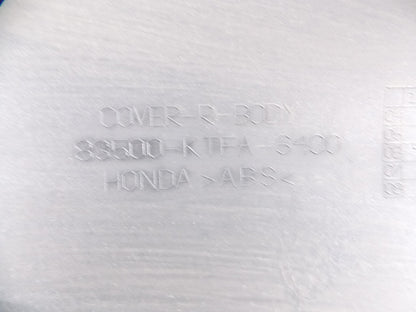 COVER-R-BODY
83500-KTFA-6400
HONDA >ABS<